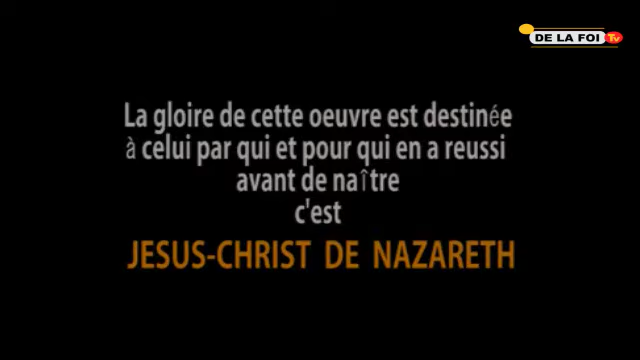 DE LA FOI Tv
La gloire de cette oeuvre est destinée
à celui par qui et pour qui en a reussi
avant de naître
c'est
JESUS-CHRIST DE NAZARETH